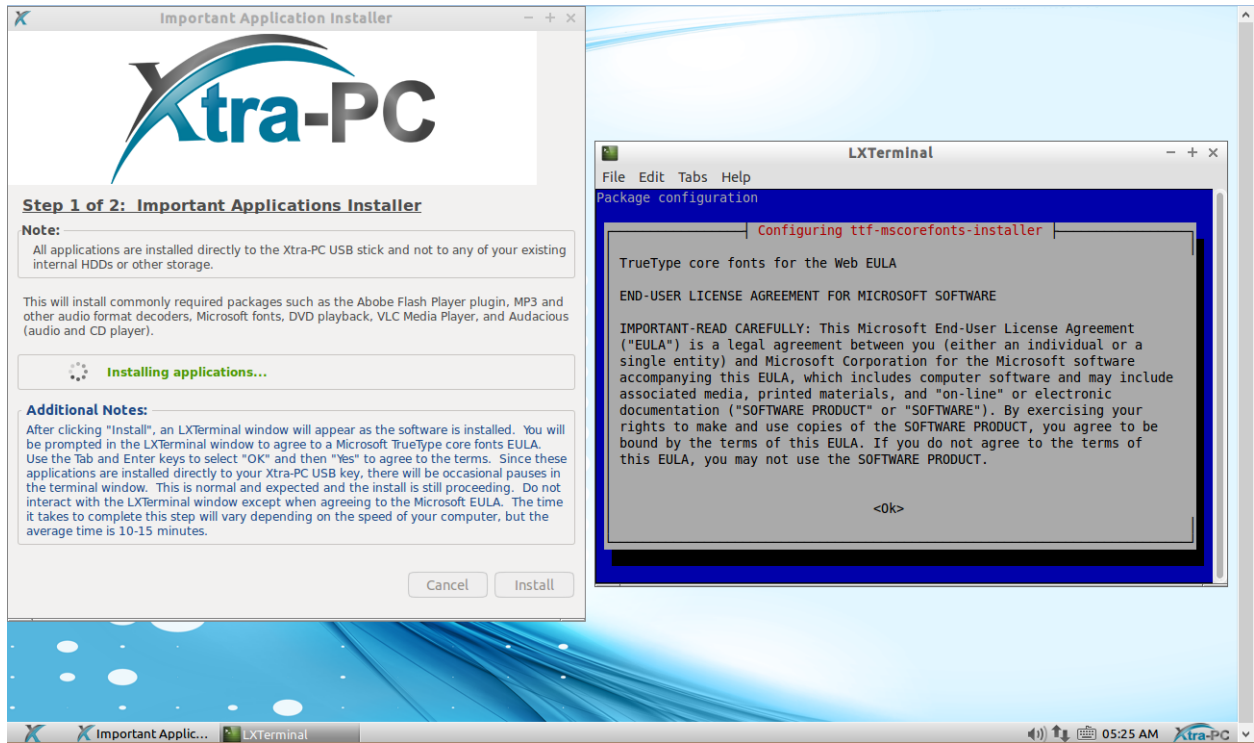 Important Application Installer
Xtra-PC
Step 1 of 2: Important Applications Installer
Note:
All applications are installed directly to the Xtra-PC USB stick and not to any of your existing
internal HDDs or other storage.
This will install commonly required packages such as the Abobe Flash Player plugin, MP3 and
other audio format decoders, Microsoft fonts, DVD playback, VLC Media Player, and Audacious
(audio and CD player).
Installing applications...
Additional Notes:
After clicking "Install", an LXTerminal window will appear as the software is installed. You will
be prompted in the LXTerminal window to agree to a Microsoft TrueType core fonts EULA.
Use the Tab and Enter keys to select "OK" and then "Yes" to agree to the terms. Since these
applications are installed directly to your Xtra-PC USB key, there will be occasional pauses in
the terminal window. This is normal and expected and the install is still proceeding. Do not
interact with the LXTerminal window except when agreeing to the Microsoft EULA. The time
it takes to complete this step will vary depending on the speed of your computer, but the
average time is 10-15 minutes.
Cancel
Install
LXTerminal
File Edit Tabs Help
Package configuration
Configuring ttf-mscorefonts-installer
TrueType core fonts for the Web EULA
END-USER LICENSE AGREEMENT FOR MICROSOFT SOFTWARE
IMPORTANT-READ CAREFULLY: This Microsoft End-User License Agreement
("EULA") is a legal agreement between you (either an individual or a
single entity) and Microsoft Corporation for the Microsoft software
accompanying this EULA, which includes computer software and may include
associated media, printed materials, and "on-line" or electronic
documentation ("SOFTWARE PRODUCT" or "SOFTWARE"). By exercising your
rights to make and use copies of the SOFTWARE PRODUCT, you agree to be
bound by the terms of this EULA. If you do not agree to the terms of
this EULA, you may not use the SOFTWARE PRODUCT.
<Ok>
Important Applic...
LXTerminal
05:25 AM
Xtra-PC